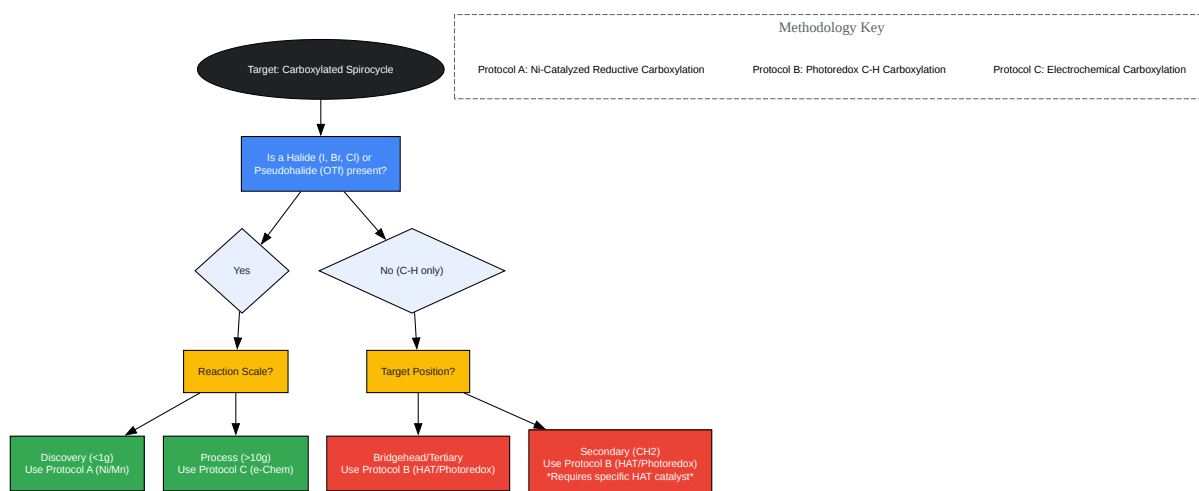 Methodology Key
Target: Carboxylated Spirocycle
Protocol A: Ni-Catalyzed Reductive Carboxylation
Protocol B: Photoredox C-H Carboxylation
Protocol C: Electrochemical Carboxylation
Is a Halide (I, Br, Cl) or
Pseudohalide (OTf) present?
Yes
No (C-H only)
Reaction Scale?
Target Position?
Discovery (<1g)
Use Protocol A (Ni/Mn)
Process (>10g)
Use Protocol C (e-Chem)
Bridgehead/Tertiary
Use Protocol B (HAT/Photoredox)
Secondary (CH2)
Use Protocol B (HAT/Photoredox)
*Requires specific HAT catalyst*